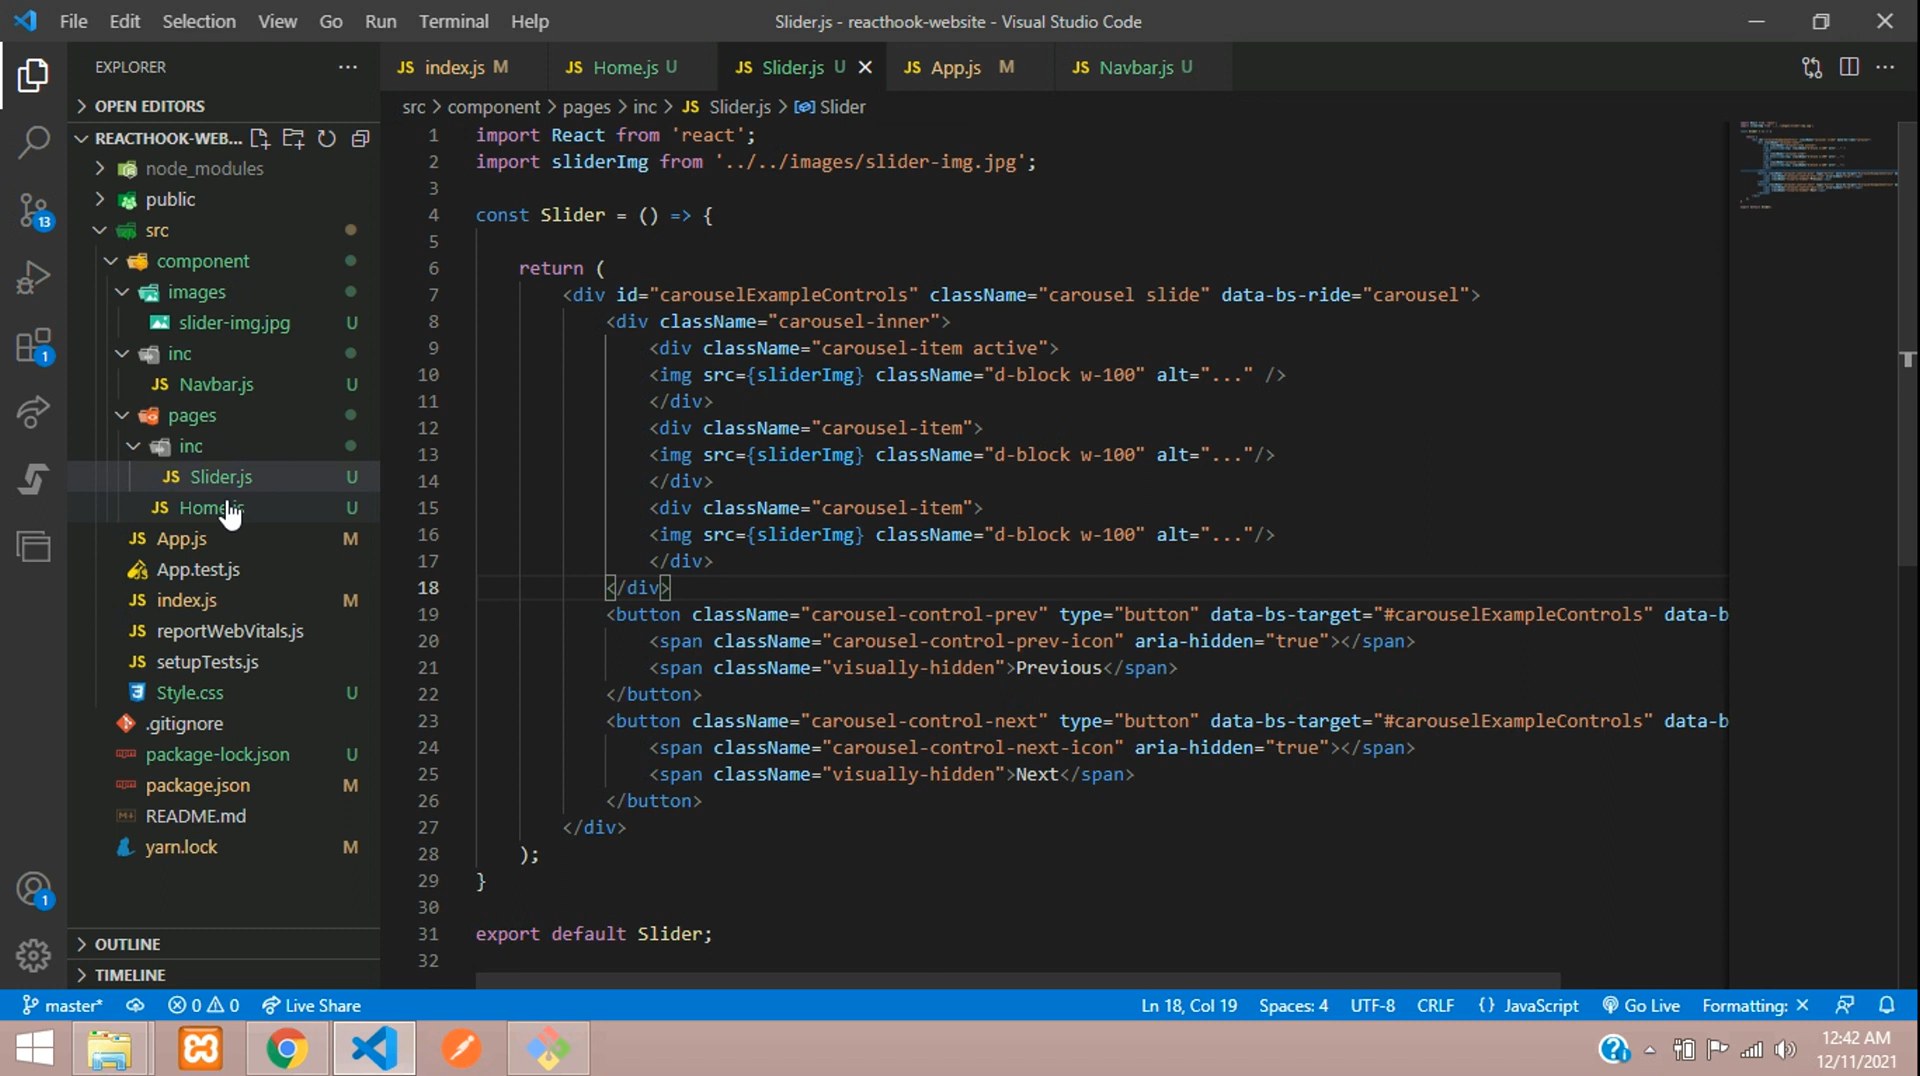 File Edit Selection View Go Run Terminal Help
Slider.js - reacthook-website - Visual Studio Code
EXPLORER
JS index.js M
JS Home.js U
JS Slider.js U
JS App.js M
JS Navbar.js U
src > component > pages > inc > JS Slider.js > Slider
OPEN EDITORS
REACTHOOK-WEB...
node_modules
public
src
component
images
slider-img.jpg U
inc
JS Navbar.js U
pages
inc
JS Slider.js U
JS Home.js U
JS App.js M
App.test.js
JS index.js M
JS reportWebVitals.js
JS setupTests.js
Style.css U
.gitignore
package-lock.json U
package.json M
README.md
yarn.lock M
OUTLINE
TIMELINE
13
1
1
1 import React from 'react';
2 import sliderImg from '../../images/slider-img.jpg';
3
4 const Slider = () => {
5
6 return (
7 <div id="carouselExampleControls" className="carousel slide" data-bs-ride="carousel">
8 <div className="carousel-inner">
9 <div className="carousel-item active">
10 <img src={sliderImg} className="d-block w-100" alt="..." />
11 </div>
12 <div className="carousel-item">
13 <img src={sliderImg} className="d-block w-100" alt="..."/>
14 </div>
15 <div className="carousel-item">
16 <img src={sliderImg} className="d-block w-100" alt="..."/>
17 </div>
18 </div>
19 <button className="carousel-control-prev" type="button" data-bs-target="#carouselExampleControls" data-b
20 <span className="carousel-control-prev-icon" aria-hidden="true"></span>
21 <span className="visually-hidden">Previous</span>
22 </button>
23 <button className="carousel-control-next" type="button" data-bs-target="#carouselExampleControls" data-b
24 <span className="carousel-control-next-icon" aria-hidden="true"></span>
25 <span className="visually-hidden">Next</span>
26 </button>
27 </div>
28 );
29 }
30
31 export default Slider;
32
master* 0 0 Live Share
Ln 18, Col 19 Spaces: 4 UTF-8 CRLF {} JavaScript Go Live Formatting: ×
12:42 AM
12/11/2021